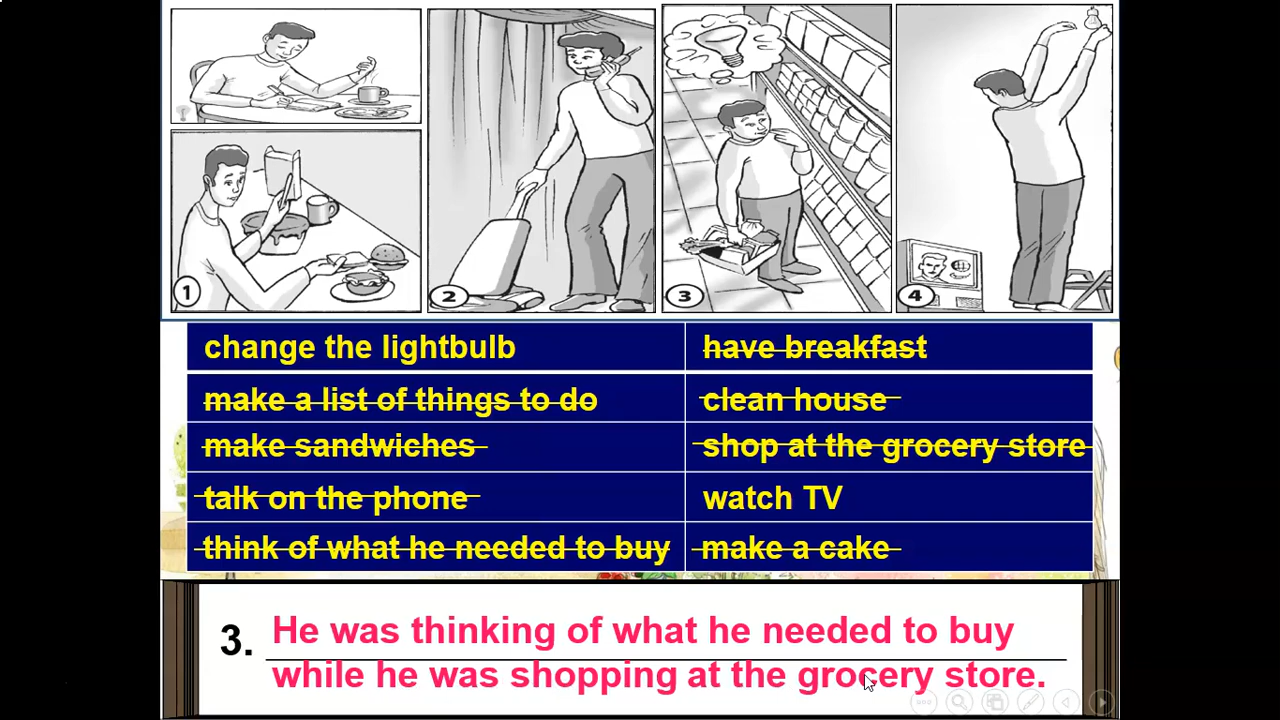 1
2
3
4
change the lightbulb
have breakfast
make a list of things to do
clean house
make sandwiches
shop at the grocery store
talk on the phone
watch TV
think of what he needed to buy
make a cake
3. He was thinking of what he needed to buy
while he was shopping at the grocery store.